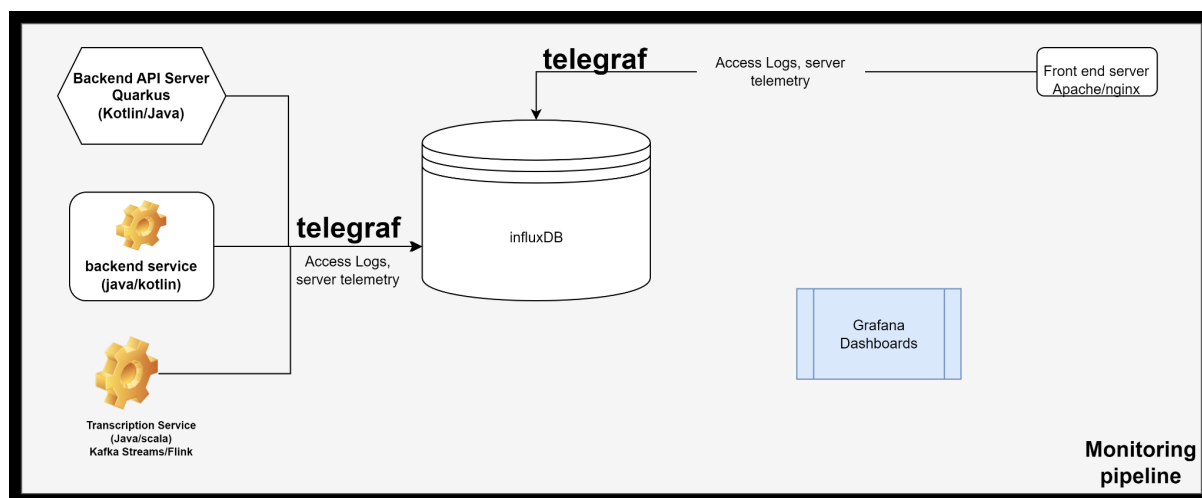 Backend API Server
Quarkus
(Kotlin/Java)
telegraf
Access Logs, server
telemetry
Front end server
Apache/nginx
backend service
(java/kotlin)
telegraf
Access Logs,
server telemetry
influxDB
Grafana
Dashboards
Transcription Service
(Java/scala)
Kafka Streams/Flink
Monitoring
pipeline